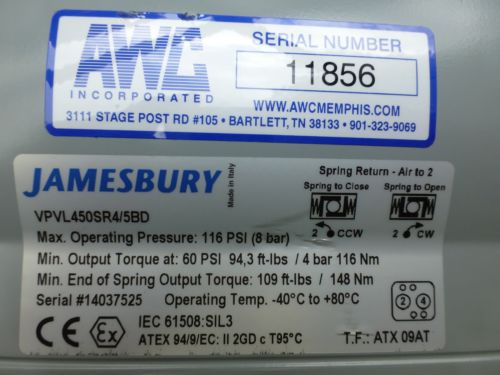 AWC
INCORPORATED
SERIAL NUMBER
11856
WWW.AWCMEMPHIS.COM
3111 STAGE POST RD #105 • BARTLETT, TN 38133 • 901-323-9069
JAMESBURY
Made in Italy
Spring Return - Air to 2
Spring to Close
Spring to Open
2 CCW
2 CW
VPVL450SR4/5BD
Max. Operating Pressure: 116 PSI (8 bar)
Min. Output Torque at: 60 PSI 94,3 ft-lbs / 4 bar 116 Nm
Min. End of Spring Output Torque: 109 ft-lbs / 148 Nm
Serial #14037525
Operating Temp. -40°C to +80°C
2 4
CE Ex
IEC 61508:SIL3
ATEX 94/9/EC: II 2GD c T95°C
T.F.: ATX 09AT